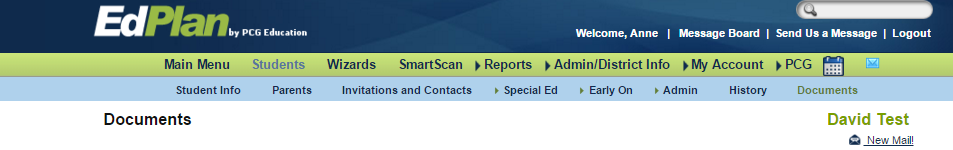 EdPlan by PCG Education
Welcome, Anne | Message Board | Send Us a Message | Logout
Main Menu Students Wizards SmartScan Reports Admin/District Info My Account PCG
Student Info Parents Invitations and Contacts Special Ed Early On Admin History Documents
Documents David Test
New Mail!